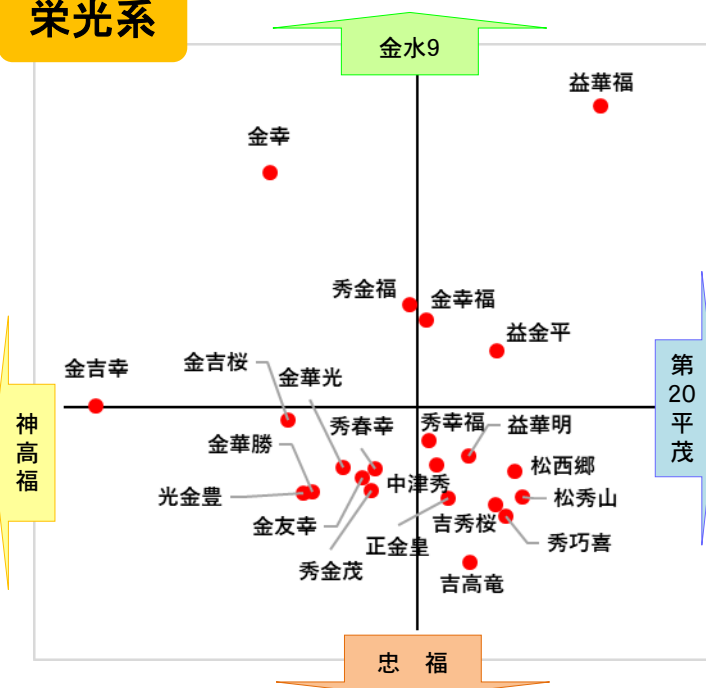 栄光系
金水9
益華福
金幸
秀金福
金幸福
益金平
金吉桜
金吉幸
金華光
第20平茂
神高福
秀春幸
秀幸福
益華明
金華勝
松西郷
中津秀
光金豊
松秀山
金友幸
吉秀桜
正金皇
秀巧喜
秀金茂
吉高竜
忠 福